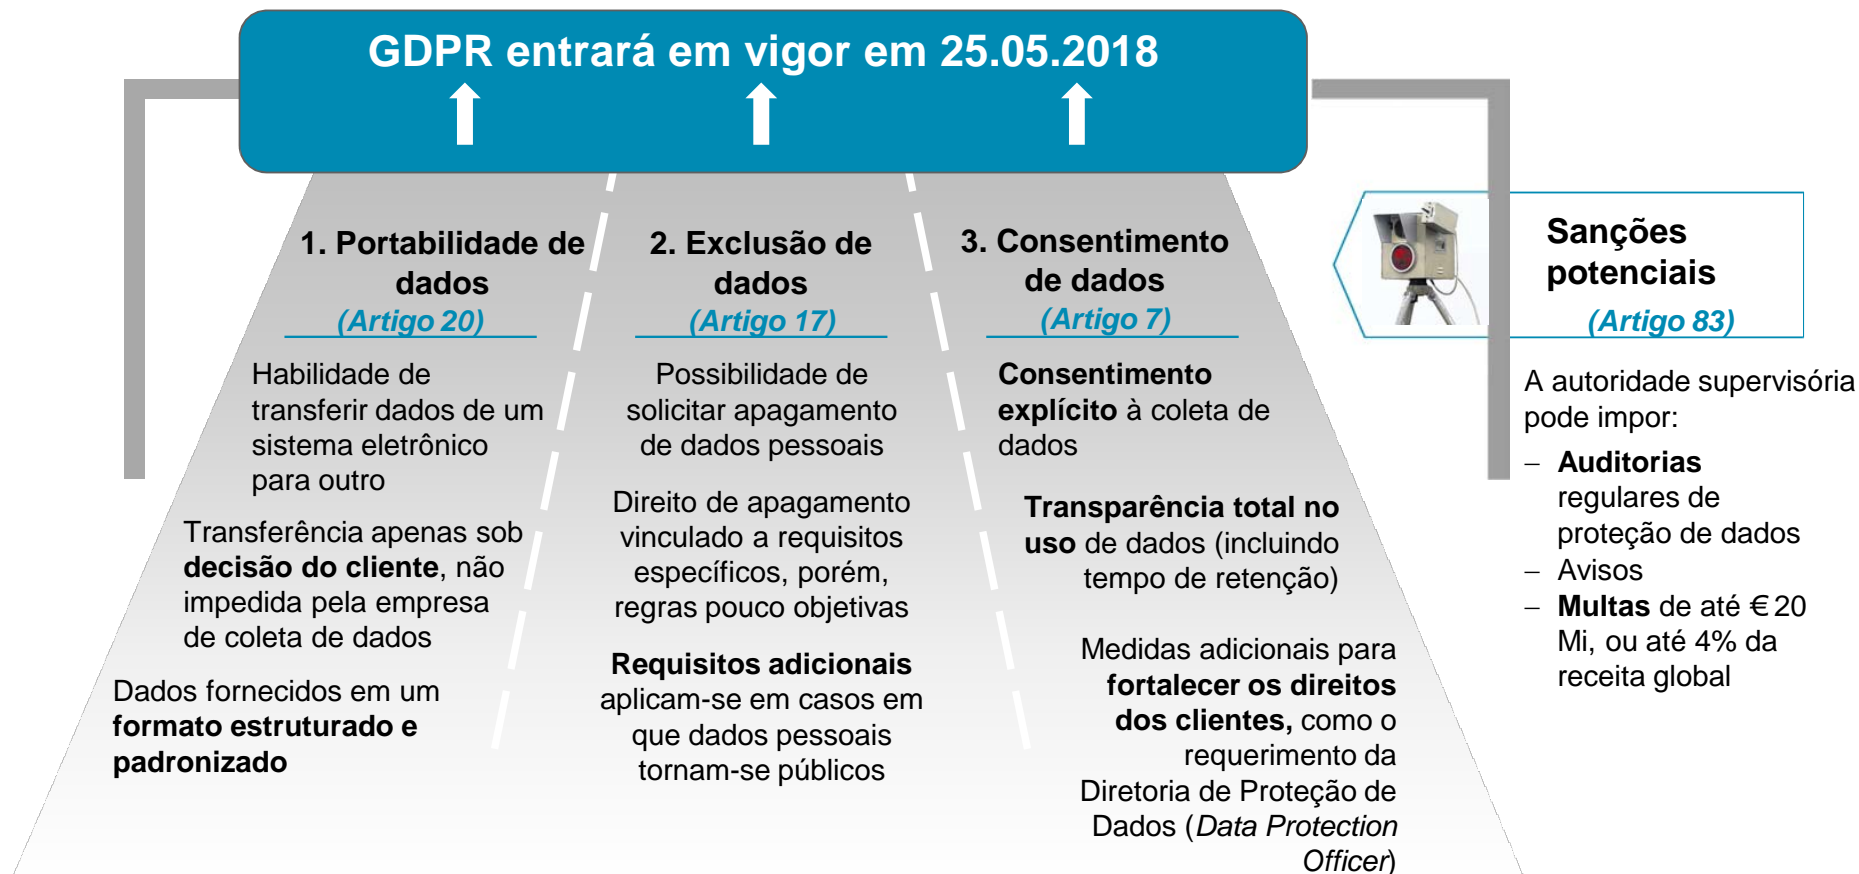 GDPR entrará em vigor em 25.05.2018
1. Portabilidade de
dados
(Artigo 20)
Habilidade de
transferir dados de um
sistema eletrônico
para outro
Transferência apenas sob
decisão do cliente, não
impedida pela empresa
de coleta de dados
Dados fornecidos em um
formato estruturado e
padronizado
2. Exclusão de
dados
(Artigo 17)
Possibilidade de
solicitar apagamento
de dados pessoais
Direito de apagamento
vinculado a requisitos
específicos, porém,
regras pouco objetivas
Requisitos adicionais
aplicam-se em casos em
que dados pessoais
tornam-se públicos
3. Consentimento
de dados
(Artigo 7)
Consentimento
explícito à coleta de
dados
Transparência total no
uso de dados (incluindo
tempo de retenção)
Medidas adicionais para
fortalecer os direitos
dos clientes, como o
requerimento da
Diretoria de Proteção de
Dados (Data Protection
Officer)
Sanções
potenciais
(Artigo 83)
A autoridade supervisória
pode impor:
– Auditorias
regulares de
proteção de dados
– Avisos
– Multas de até €20
Mi, ou até 4% da
receita global